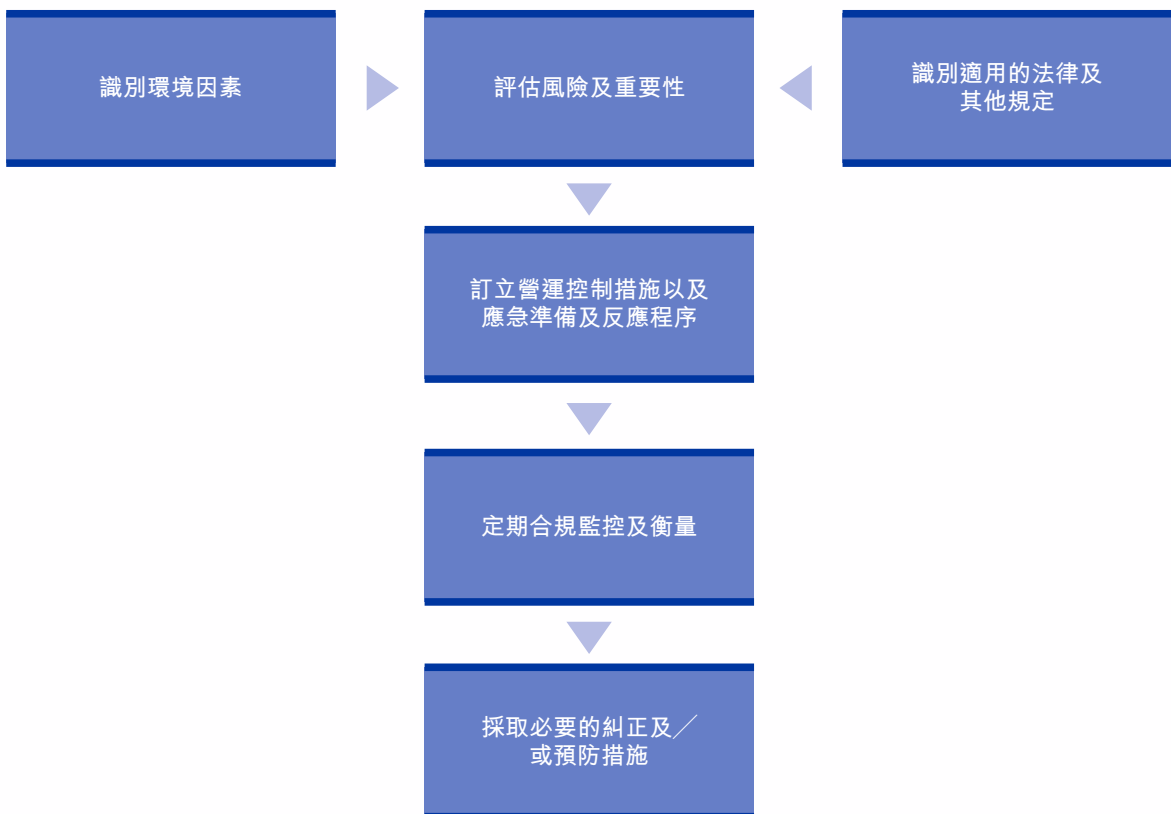 識別環境因素
評估風險及重要性
識別適用的法律及
其他規定
訂立營運控制措施以及
應急準備及反應程序
定期合規監控及衡量
採取必要的糾正及╱
或預防措施